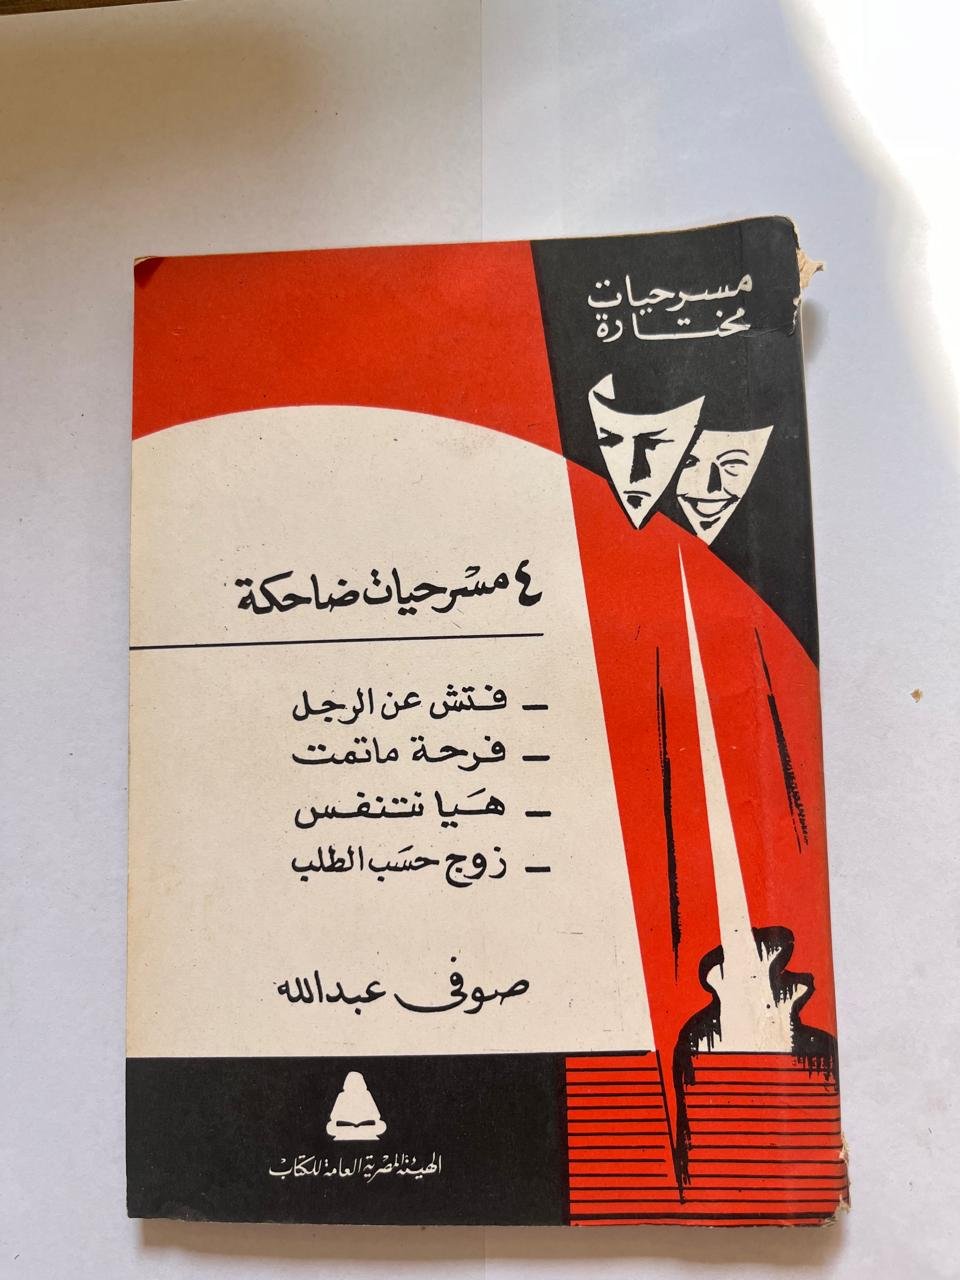 مسرحيات
مختارة
٤ مسرحيات ضاحكة
_ فتش عن الرجل
_ فرحة ماتمت
_ هيا نتنفس
_ زوج حسب الطلب
صوفى عبدالله
الهيئة المصرية العامة للكتاب